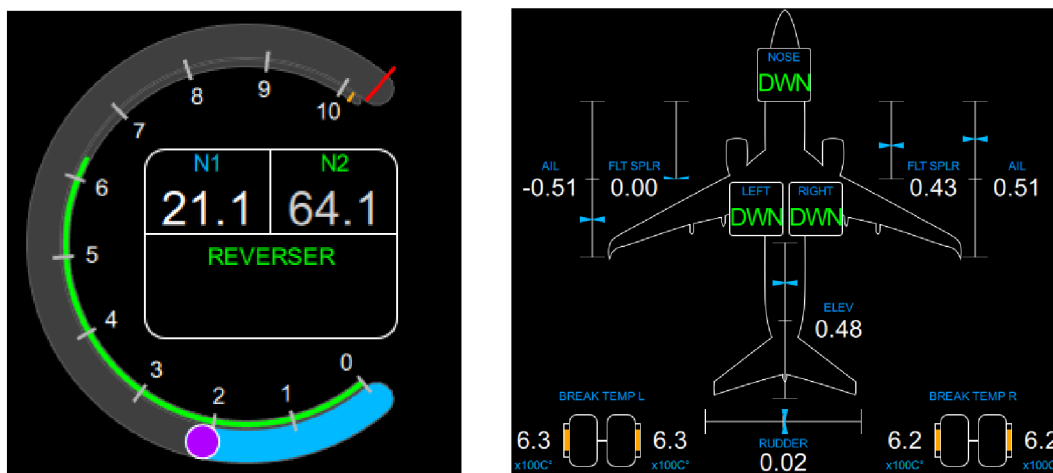 10
9
8
7
6
5
4
3
2
1
0
N1 N2
21.1 64.1
REVERSER
NOSE
DWN
AIL FLT SPLR
-0.51 0.00
FLT SPLR AIL
0.43 0.51
LEFT RIGHT
DWN DWN
ELEV
0.48
BREAK TEMP L
6.3 6.3
x100C° x100C°
RUDDER
0.02
BREAK TEMP R
6.2 6.2
x100C° x100C°